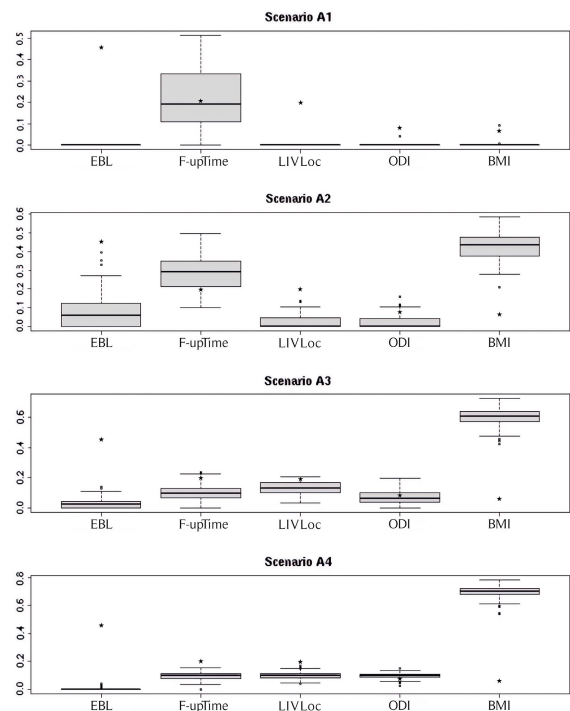 Scenario A1
0.5
0.4
0.3
0.2
0.1
0.0
EBL F-upTime LIVLoc ODI BMI
Scenario A2
0.6
0.5
0.4
0.3
0.2
0.1
0.0
EBL F-upTime LIVLoc ODI BMI
Scenario A3
0.6
0.4
0.2
0.0
EBL F-upTime LIVLoc ODI BMI
Scenario A4
0.8
0.6
0.4
0.2
0.0
EBL F-upTime LIVLoc ODI BMI